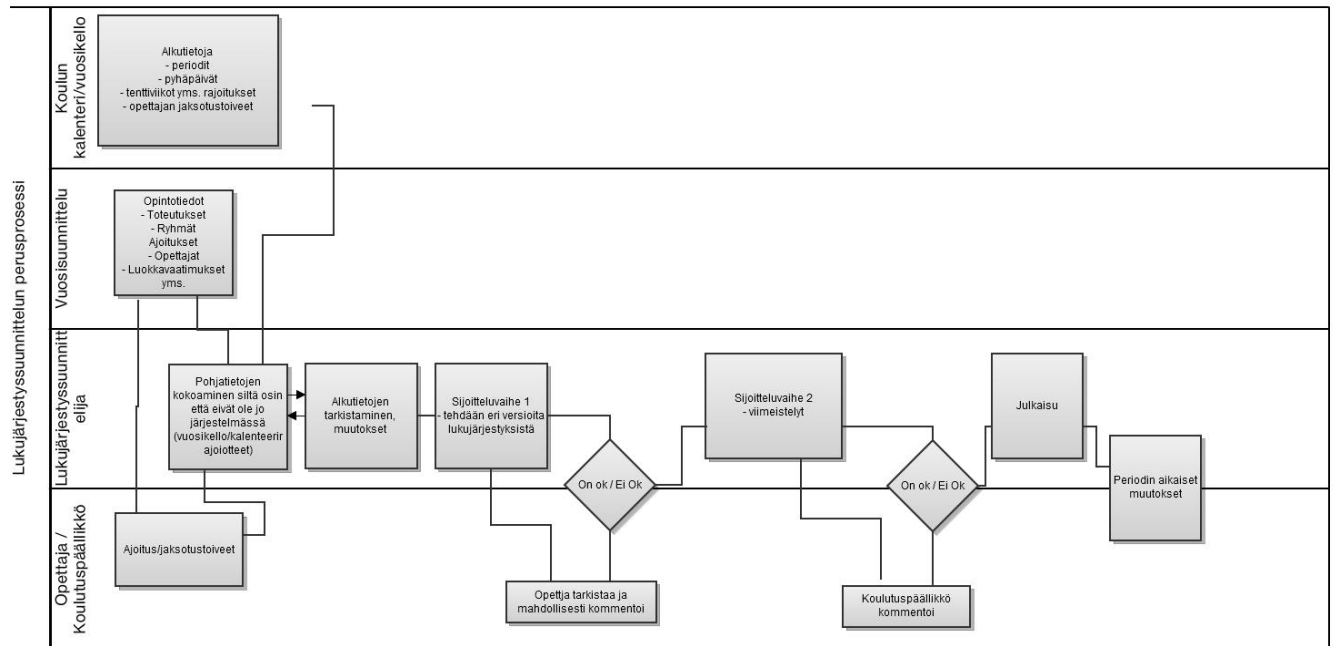 Lukujärjestyssuunnittelun perusprosessi
Koulun
kalenteri/vuosikello
Alkutietoja
- periodit
- pyhäpäivät
- tenttiviikot yms. rajoitukset
- opettajan jaksotustoiveet
Vuosisuunnittelu
Opintotiedot
- Toteutukset
- Ryhmät
Ajoitukset
- Opettajat
- Luokkavaatimukset
yms.
Lukujärjestyssuunnitt
elija
Pohjatietojen
kokoaminen siltä osin
että eivät ole jo
järjestelmässä
(vuosikello/kalenteerir
ajoiotteet)
Alkutietojen
tarkistaminen,
muutokset
Sijoitteluvaihe 1
- tehdään eri versioita
lukujärjestyksistä
On ok / Ei Ok
Sijoitteluvaihe 2
- viimeistelyt
On ok / Ei Ok
Julkaisu
Periodin aikaiset
muutokset
Opettaja /
Koulutuspäällikkö
Ajoitus/jaksotustoiveet
Opettja tarkistaa ja
mahdollisesti kommentoi
Koulutuspäällikkö
kommentoi